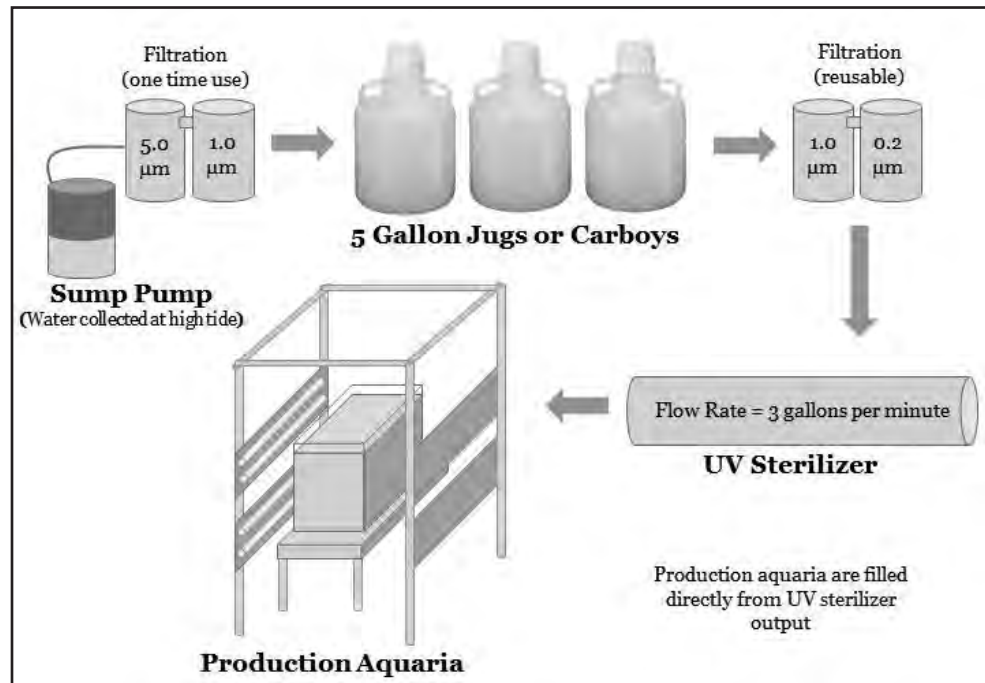 Filtration
(one time use)
5.0
µm
1.0
µm
5 Gallon Jugs or Carboys
Filtration
(reusable)
1.0
µm
0.2
µm
Sump Pump
(Water collected at high tide)
Flow Rate = 3 gallons per minute
UV Sterilizer
Production aquaria are filled
directly from UV sterilizer
output
Production Aquaria